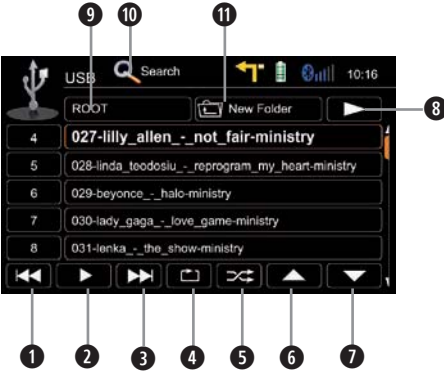 9 10 11
USB Search 10:16
ROOT New Folder
8
4 027-lilly_allen_-_not_fair-ministry
5 028-linda_teodosiu_-_reprogram_my_heart-ministry
6 029-beyonce_-_halo-ministry
7 030-lady_gaga_-_love_game-ministry
8 031-lenka_-_the_show-ministry
1 2 3 4 5 6 7